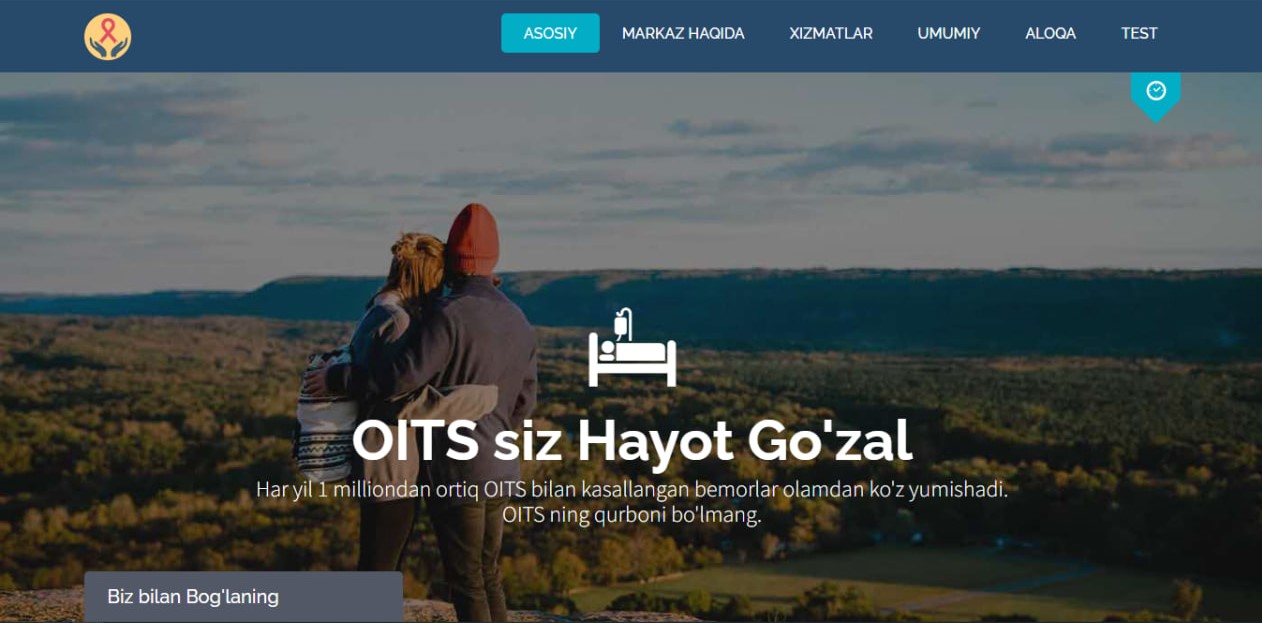 ASOSIY
MARKAZ HAQIDA
XIZMATLAR
UMUMIY
ALOQA
TEST
OITS siz Hayot Go'zal
Har yil 1 milliondan ortiq OITS bilan kasallangan bemorlar olamdan ko'z yumishadi.
OITS ning qurboni bo'lmang.
Biz bilan Bog'laning